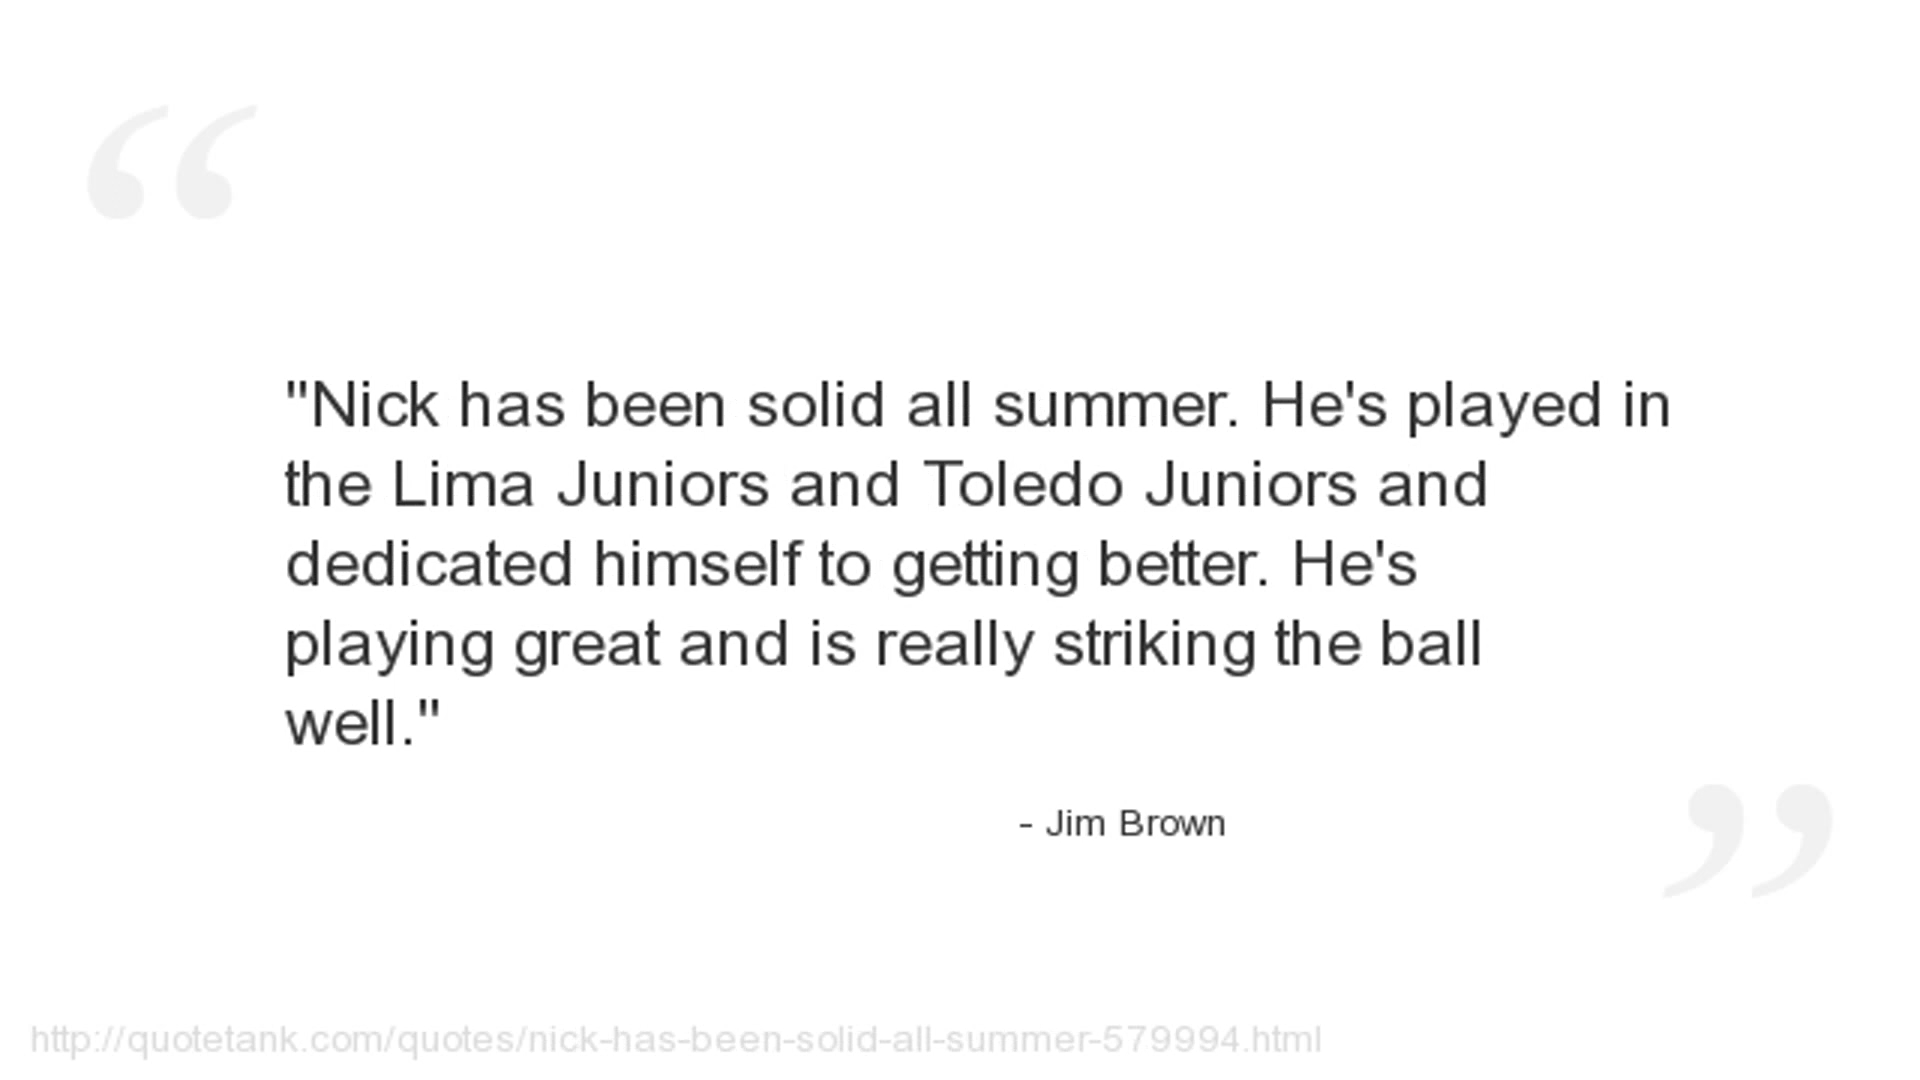 "Nick has been solid all summer. He's played in
the Lima Juniors and Toledo Juniors and
dedicated himself to getting better. He's
playing great and is really striking the ball
well."
- Jim Brown
http://quotetank.com/quotes/nick-has-been-solid-all-summer-579994.html